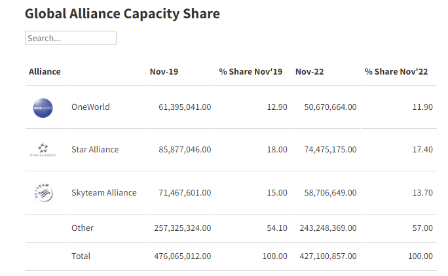 Global Alliance Capacity Share
Search...
Alliance Nov-19 % Share Nov'19 Nov-22 % Share Nov'22
OneWorld 61,395,041.00 12.90 50,670,664.00 11.90
Star Alliance 85,877,046.00 18.00 74,475,175.00 17.40
Skyteam Alliance 71,467,601.00 15.00 58,706,649.00 13.70
Other 257,325,324.00 54.10 243,248,369.00 57.00
Total 476,065,012.00 100.00 427,100,857.00 100.00